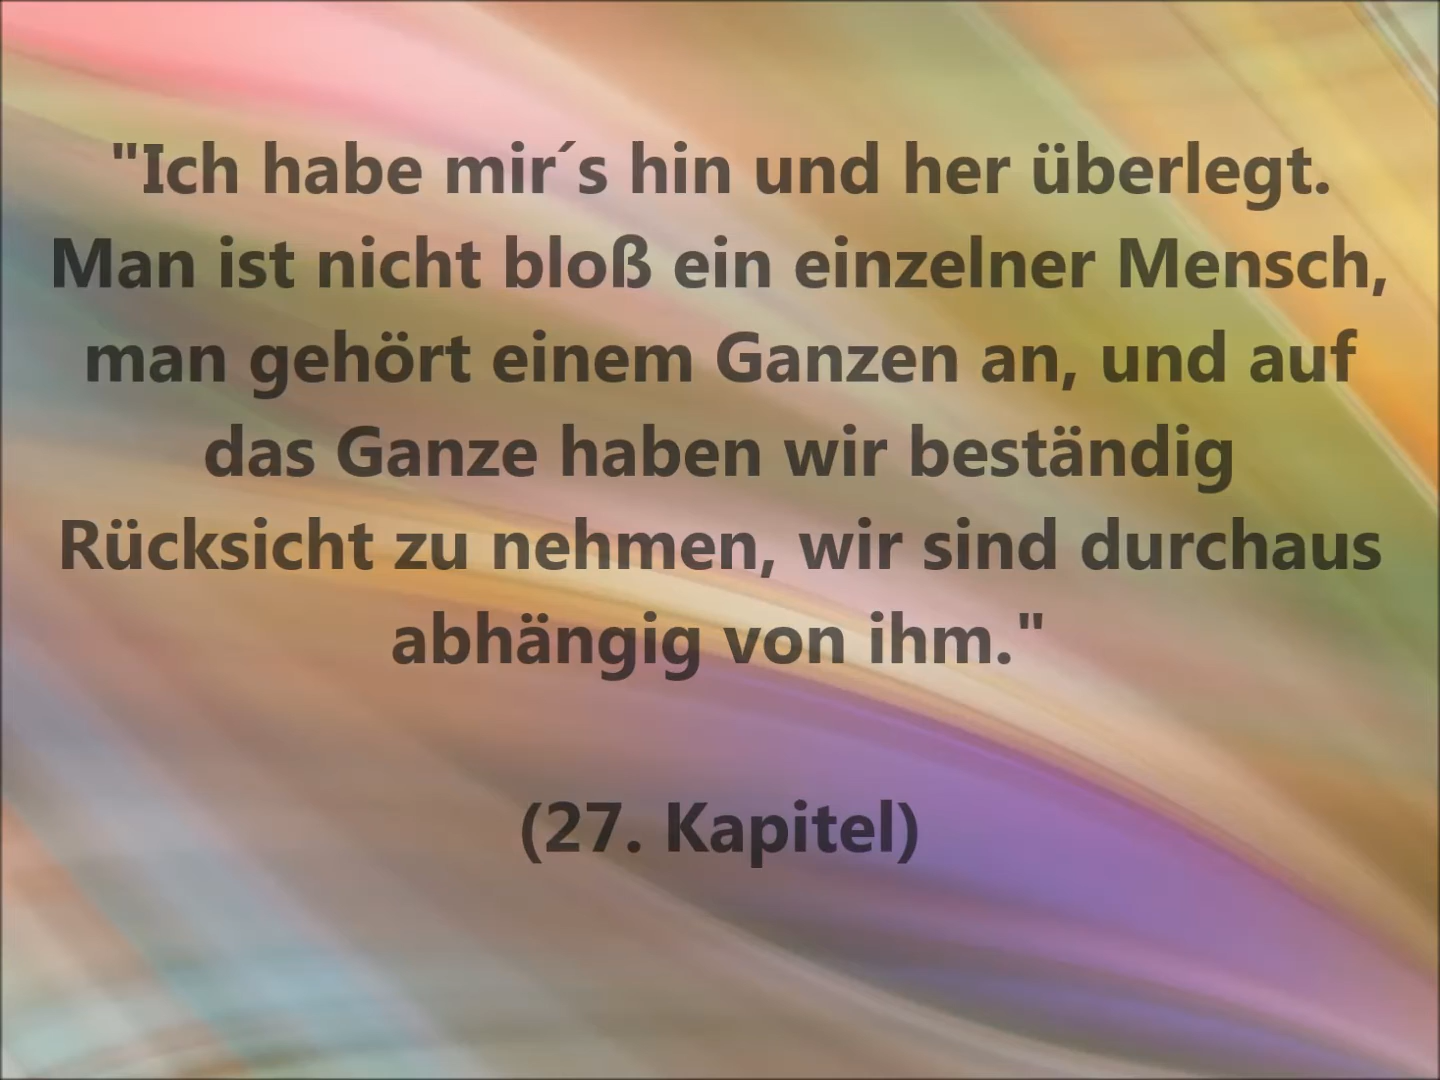 "Ich habe mir´s hin und her überlegt.
Man ist nicht bloß ein einzelner Mensch,
man gehört einem Ganzen an, und auf
das Ganze haben wir beständig
Rücksicht zu nehmen, wir sind durchaus
abhängig von ihm."
(27. Kapitel)